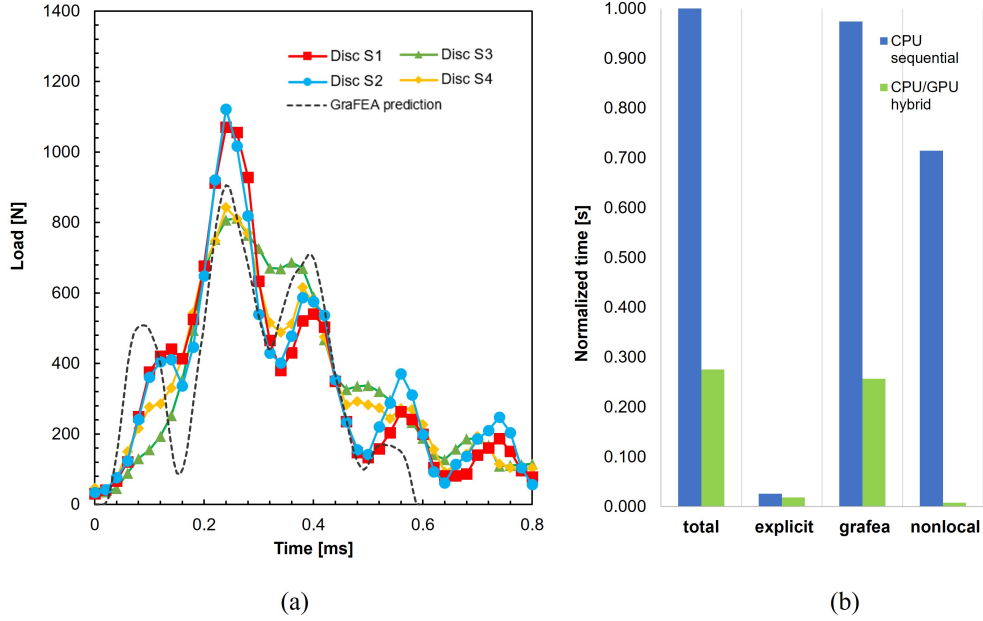 1400
1200
1000
800
600
400
200
0
Load [N]
0
0.2
0.4
0.6
0.8
Time [ms]
Disc S1
Disc S2
Disc S3
Disc S4
GraFEA prediction
(a)
1.000
0.900
0.800
0.700
0.600
0.500
0.400
0.300
0.200
0.100
0.000
Normalized time [s]
CPU
sequential
CPU/GPU
hybrid
total
explicit
grafea
nonlocal
(b)